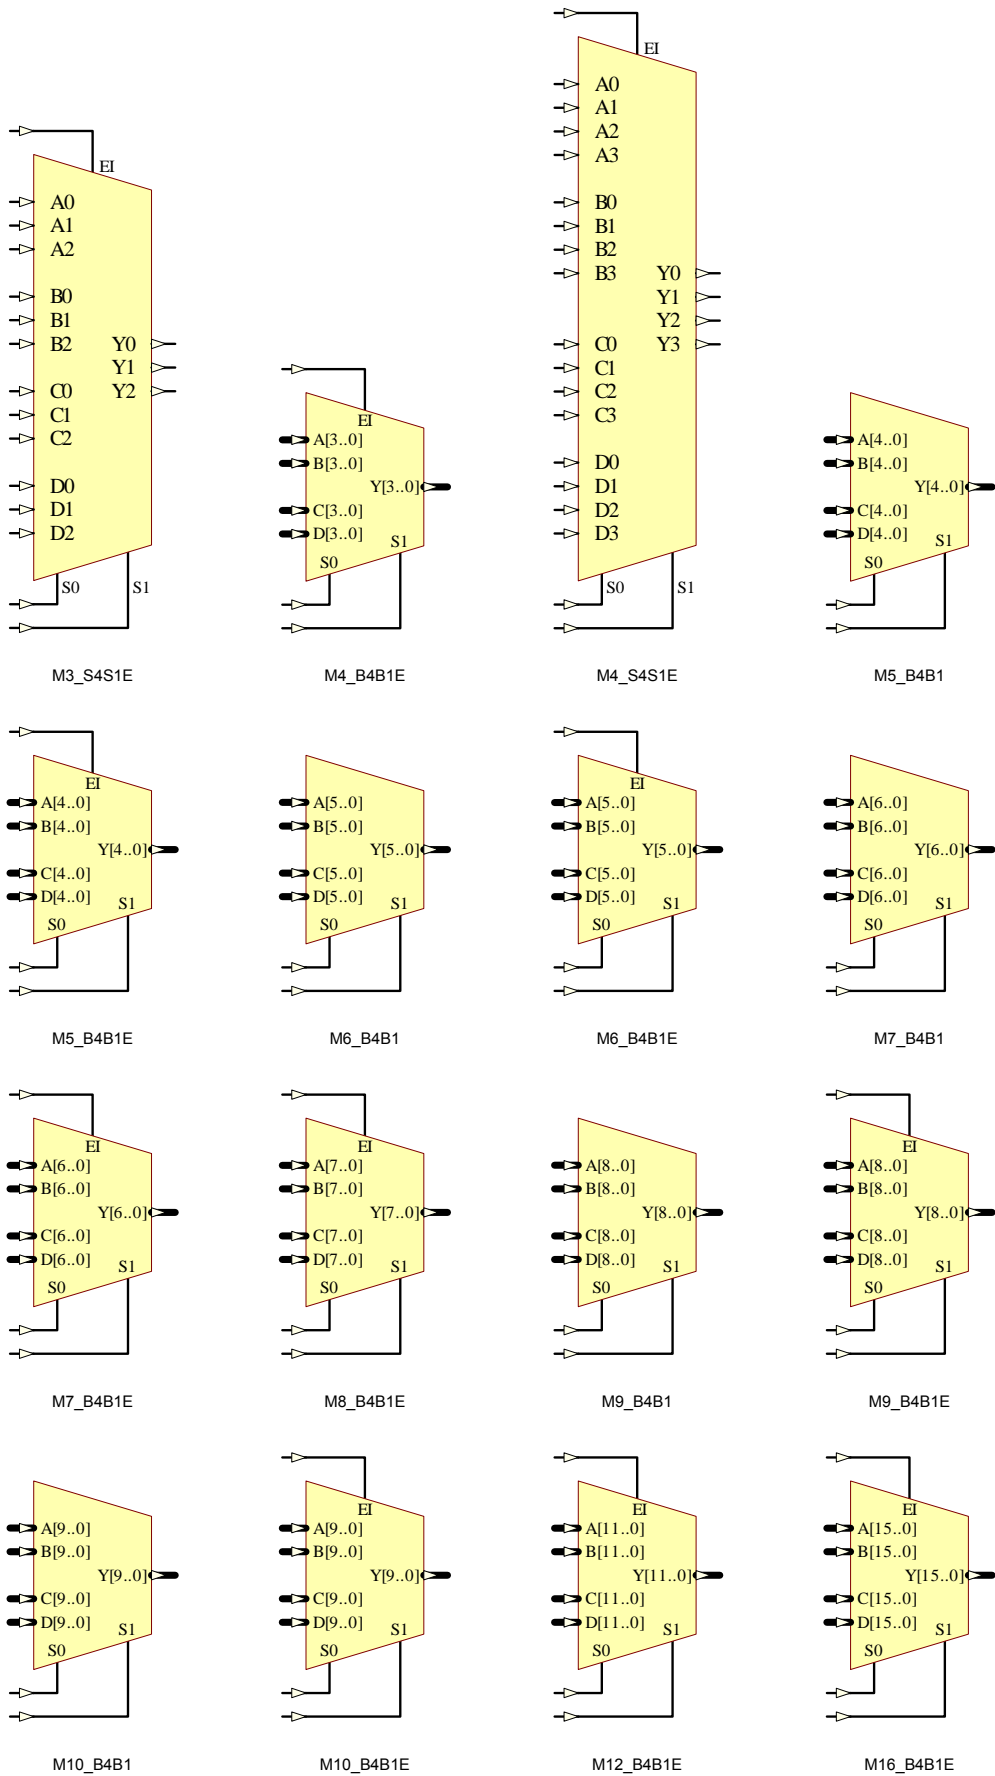 EI
A0
A1
A2
B0
B1
B2 Y0
Y1
C0 Y2
C1
C2
D0
D1
D2
S0 S1
M3_S4S1E
EI
A[3..0]
B[3..0]
Y[3..0]
C[3..0]
D[3..0]
S1
S0
M4_B4B1E
EI
A0
A1
A2
A3
B0
B1
B2
B3 Y0
Y1
Y2
C0 Y3
C1
C2
C3
D0
D1
D2
D3
S0 S1
M4_S4S1E
A[4..0]
B[4..0]
Y[4..0]
C[4..0]
D[4..0]
S1
S0
M5_B4B1
EI
A[4..0]
B[4..0]
Y[4..0]
C[4..0]
D[4..0]
S1
S0
M5_B4B1E
A[5..0]
B[5..0]
Y[5..0]
C[5..0]
D[5..0]
S1
S0
M6_B4B1
EI
A[5..0]
B[5..0]
Y[5..0]
C[5..0]
D[5..0]
S1
S0
M6_B4B1E
A[6..0]
B[6..0]
Y[6..0]
C[6..0]
D[6..0]
S1
S0
M7_B4B1
EI
A[6..0]
B[6..0]
Y[6..0]
C[6..0]
D[6..0]
S1
S0
M7_B4B1E
EI
A[7..0]
B[7..0]
Y[7..0]
C[7..0]
D[7..0]
S1
S0
M8_B4B1E
A[8..0]
B[8..0]
Y[8..0]
C[8..0]
D[8..0]
S1
S0
M9_B4B1
EI
A[8..0]
B[8..0]
Y[8..0]
C[8..0]
D[8..0]
S1
S0
M9_B4B1E
A[9..0]
B[9..0]
Y[9..0]
C[9..0]
D[9..0]
S1
S0
M10_B4B1
EI
A[9..0]
B[9..0]
Y[9..0]
C[9..0]
D[9..0]
S1
S0
M10_B4B1E
EI
A[11..0]
B[11..0]
Y[11..0]
C[11..0]
D[11..0]
S1
S0
M12_B4B1E
EI
A[15..0]
B[15..0]
Y[15..0]
C[15..0]
D[15..0]
S1
S0
M16_B4B1E